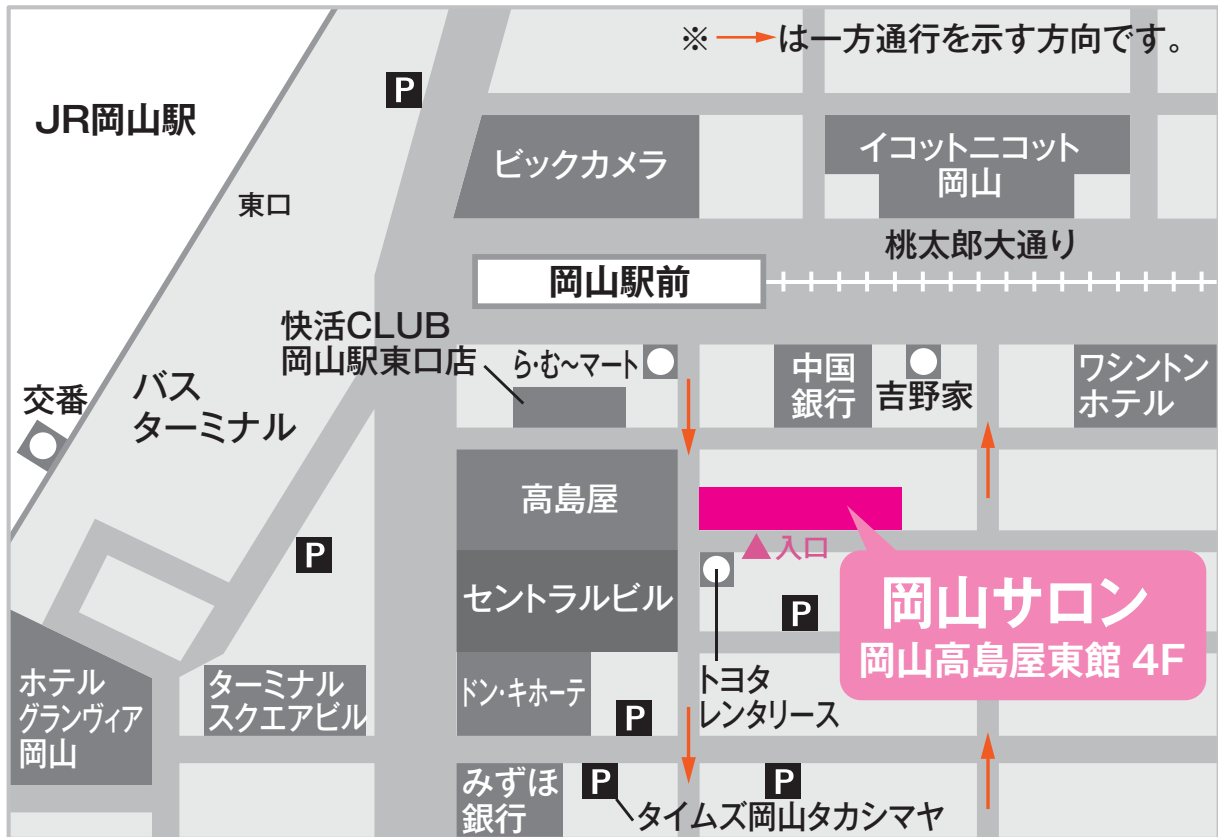 ※→は一方通行を示す方向です。
P
JR岡山駅
東口
ビックカメラ
イコットニコット
岡山
桃太郎大通り
岡山駅前
快活CLUB
岡山駅東口店
ら・む～マート
中国
銀行
吉野家
ワシントン
ホテル
交番
バス
ターミナル
高島屋
入口
P
セントラルビル
P
岡山サロン
岡山高島屋東館 4F
ホテル
グランヴィア
岡山
ターミナル
スクエアビル
ドン・キホーテ
P
トヨタ
レンタリース
みずほ
銀行
P
P
タイムズ岡山タカシマヤ